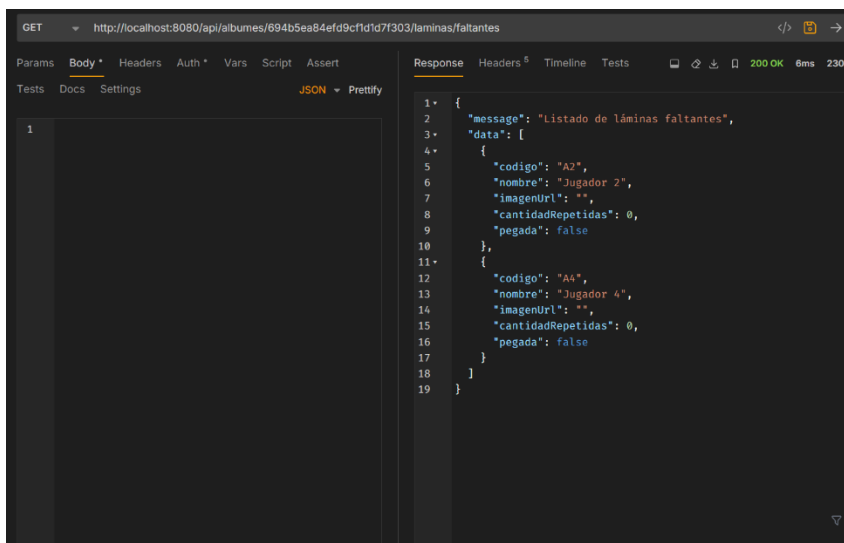 GET http://localhost:8080/api/albumes/694b5ea84efd9cf1d1d7f303/laminas/faltantes </>
Params Body * Headers Auth * Vars Script Assert
Tests Docs Settings JSON Prettify
1
Response Headers 5 Timeline Tests 200 OK 6ms 230
1 {
2 "message": "Listado de láminas faltantes",
3 "data": [
4 {
5 "codigo": "A2",
6 "nombre": "Jugador 2",
7 "imagenUrl": "",
8 "cantidadRepetidas": 0,
9 "pegada": false
10 },
11 {
12 "codigo": "A4",
13 "nombre": "Jugador 4",
14 "imagenUrl": "",
15 "cantidadRepetidas": 0,
16 "pegada": false
17 }
18 ]
19 }